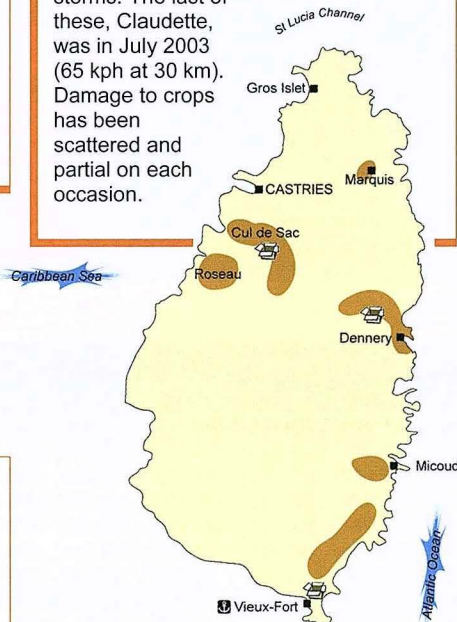 storms. The last of
these, Claudette,
was in July 2003
(65 kph at 30 km).
Damage to crops
has been
scattered and
partial on each
occasion.
St Lucia Channel
Gros Islet
Marquis
CASTRIES
Cul de Sac
Roseau
Caribbean Sea
Dennery
Micoud
Atlantic Ocean
Vieux-Fort